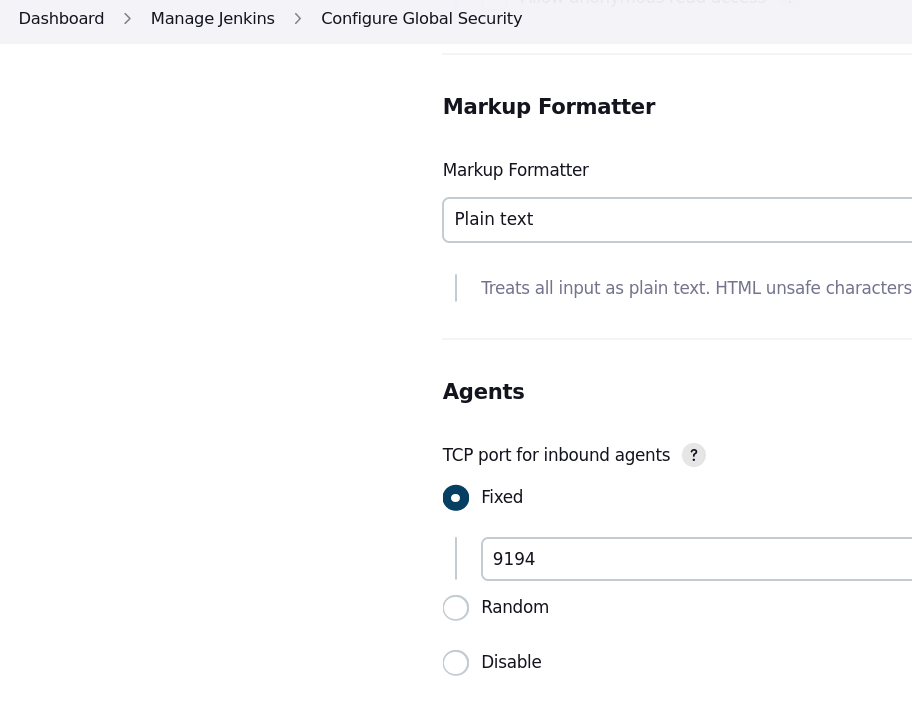 Dashboard > Manage Jenkins > Configure Global Security
Markup Formatter
Markup Formatter
Plain text
Treats all input as plain text. HTML unsafe characters
Agents
TCP port for inbound agents ?
Fixed
9194
Random
Disable